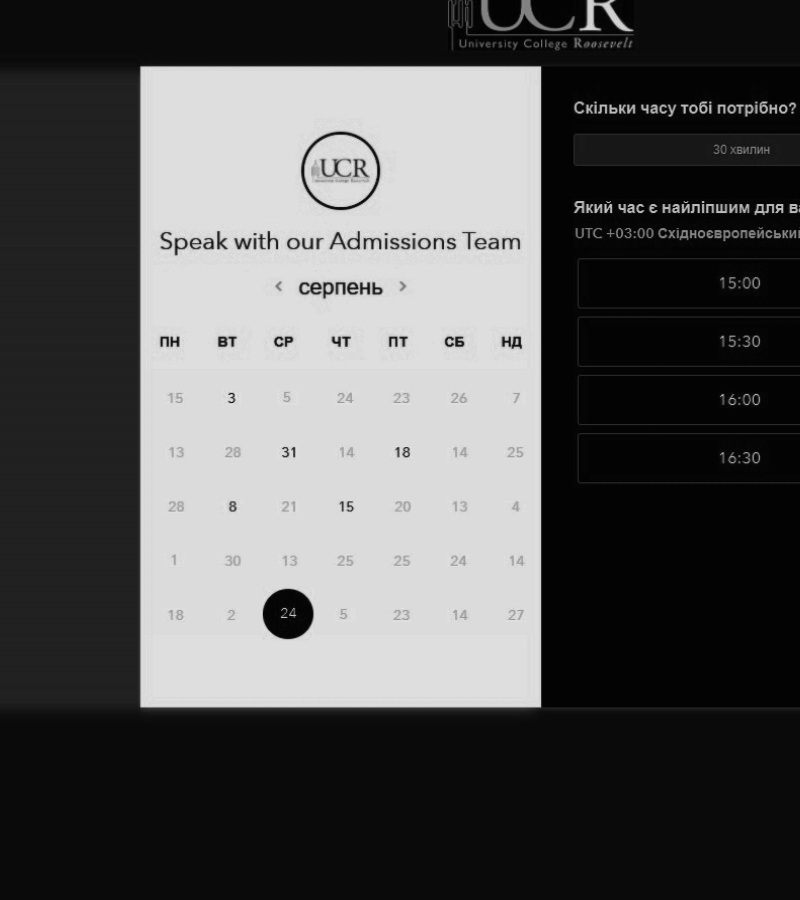 UCR
University College Roosevelt
UCR
Speak with our Admissions Team
< серпень >
ПН ВТ СР ЧТ ПТ СБ НД
15 3 5 24 23 26 7
13 28 31 14 18 14 25
28 8 21 15 20 13 4
1 30 13 25 25 24 14
18 2 24 5 23 14 27
Скільки часу тобі потрібно?
30 хвилин
Який час є найліпшим для
UTC +03:00
15:00
15:30
16:00
16:30